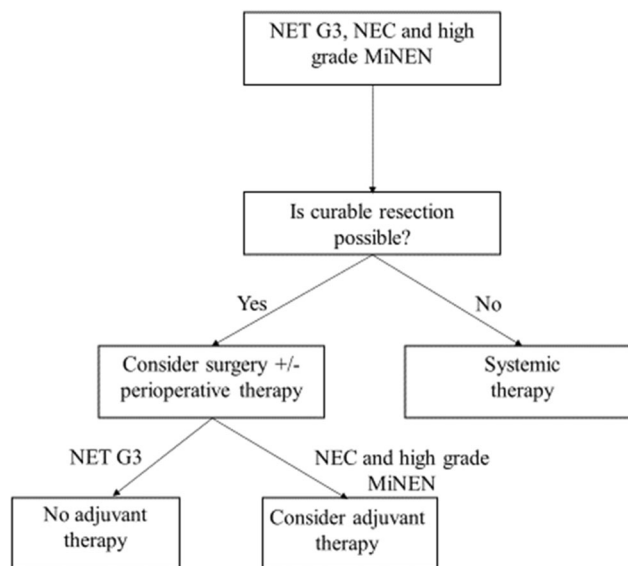 NET G3, NEC and high
grade MiNEN
Is curable resection
possible?
Yes
No
Consider surgery +/-
perioperative therapy
Systemic
therapy
NET G3
NEC and high grade
MiNEN
No adjuvant
therapy
Consider adjuvant
therapy